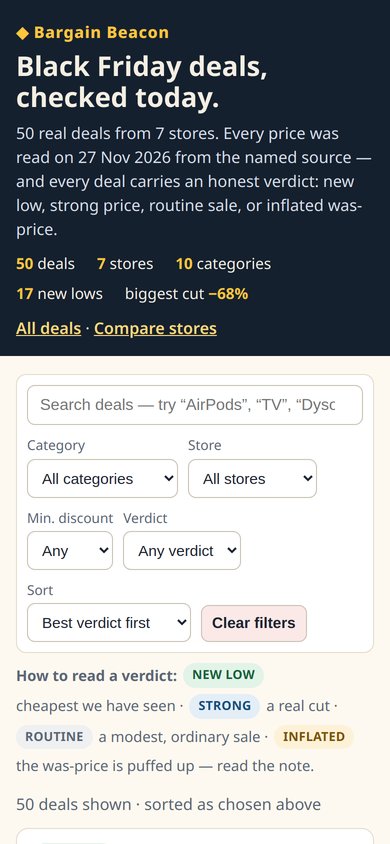 ◆ Bargain Beacon
Black Friday deals,
checked today.
50 real deals from 7 stores. Every price was
read on 27 Nov 2026 from the named source —
and every deal carries an honest verdict: new
low, strong price, routine sale, or inflated was-
price.
50 deals 7 stores 10 categories
17 new lows biggest cut −68%
All deals · Compare stores
Search deals — try “AirPods”, “TV”, “Dysc
Category Store
All categories All stores
Min. discount Verdict
Any Any verdict
Sort
Best verdict first Clear filters
How to read a verdict: NEW LOW
cheapest we have seen · STRONG a real cut ·
ROUTINE a modest, ordinary sale · INFLATED
the was-price is puffed up — read the note.
50 deals shown · sorted as chosen above